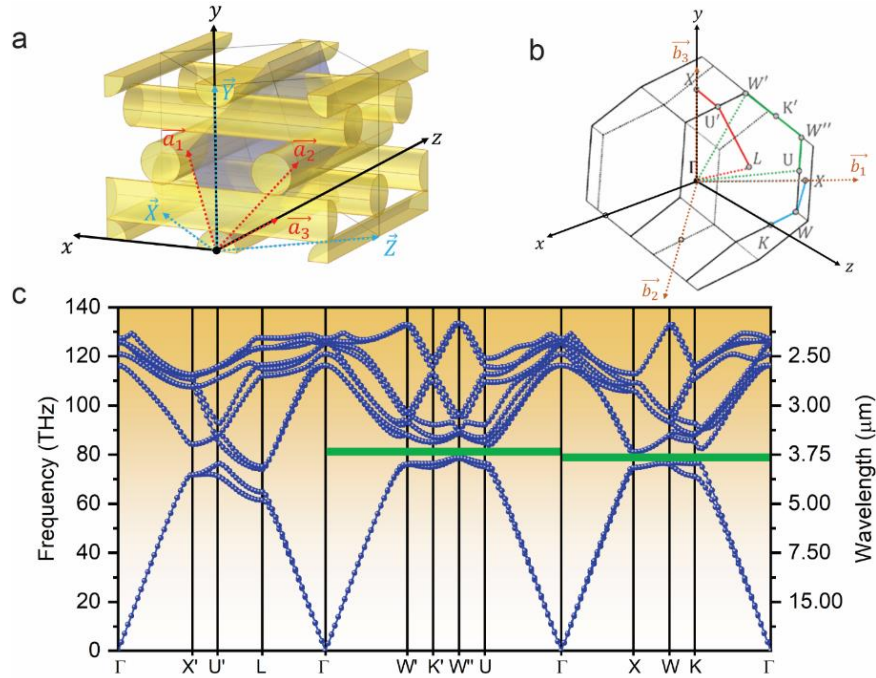 a
y
x
z
a₁
a₂
a₃
X
Y
Z
b
y
b₃
X'
W'
U'
K'
W''
Γ
L
U
X
b₁
W
K
x
z
b₂
c
Frequency (THz)
140
120
100
80
60
40
20
0
Wavelength (μm)
2.50
3.00
3.75
5.00
7.50
15.00
Γ X' U' L Γ W' K' W'' U Γ X W K Γ